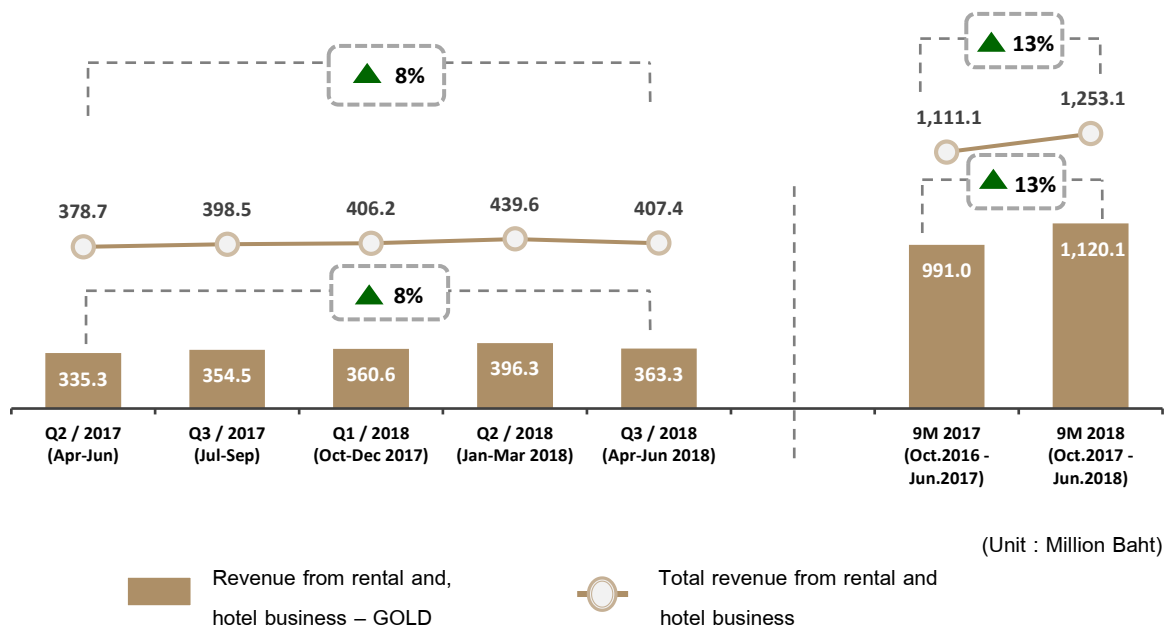 8%
13%
1,111.1
1,253.1
13%
378.7
398.5
406.2
439.6
407.4
8%
991.0
1,120.1
335.3
354.5
360.6
396.3
363.3
Q2 / 2017
(Apr-Jun)
Q3 / 2017
(Jul-Sep)
Q1 / 2018
(Oct-Dec 2017)
Q2 / 2018
(Jan-Mar 2018)
Q3 / 2018
(Apr-Jun 2018)
9M 2017
(Oct.2016 -
Jun.2017)
9M 2018
(Oct.2017 -
Jun.2018)
(Unit : Million Baht)
Revenue from rental and,
hotel business – GOLD
Total revenue from rental and
hotel business